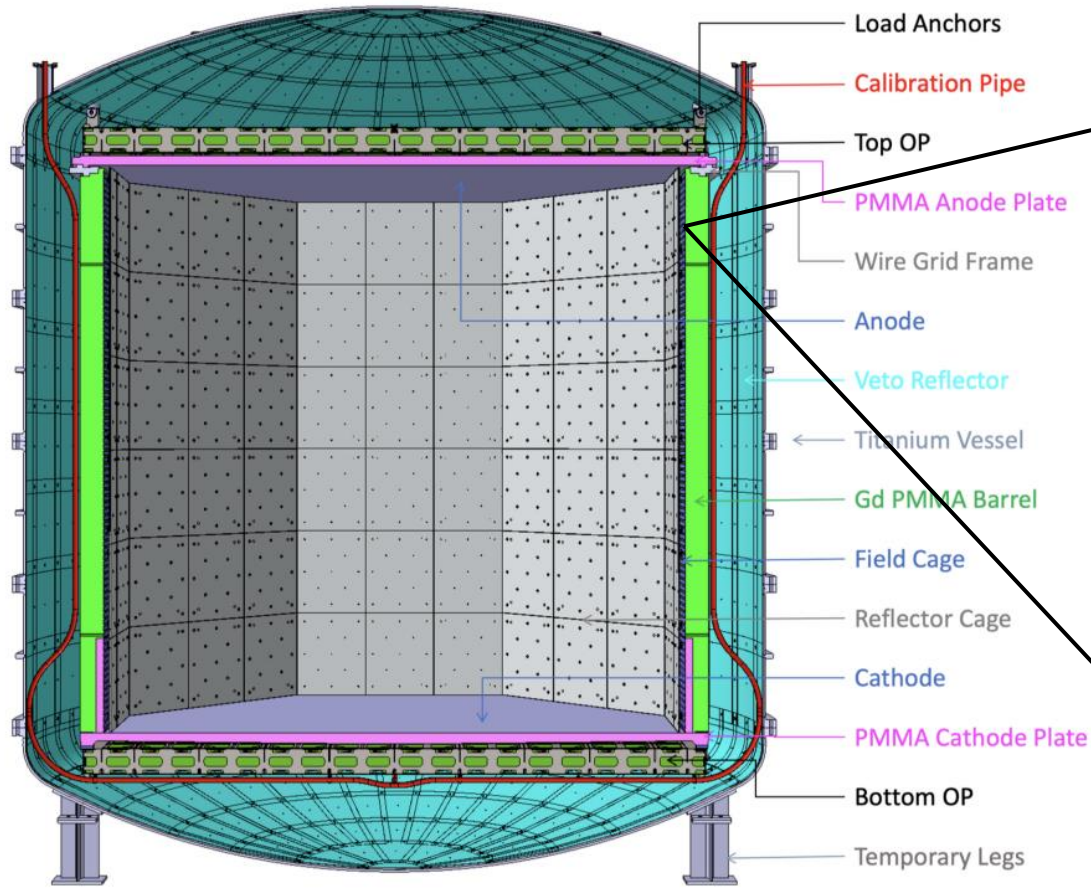 Load Anchors
Calibration Pipe
Top OP
PMMA Anode Plate
Wire Grid Frame
Anode
Veto Reflector
Titanium Vessel
Gd PMMA Barrel
Field Cage
Reflector Cage
Cathode
PMMA Cathode Plate
Bottom OP
Temporary Legs